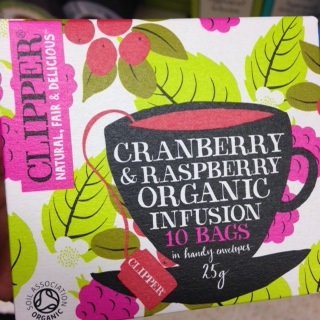 CLIPPER®
NATURAL, FAIR & DELICIOUS®
CRANBERRY
& RASPBERRY
ORGANIC
INFUSION
10 BAGS
in handy envelopes
25g
CLIPPER
SOIL ASSOCIATION
ORGANIC